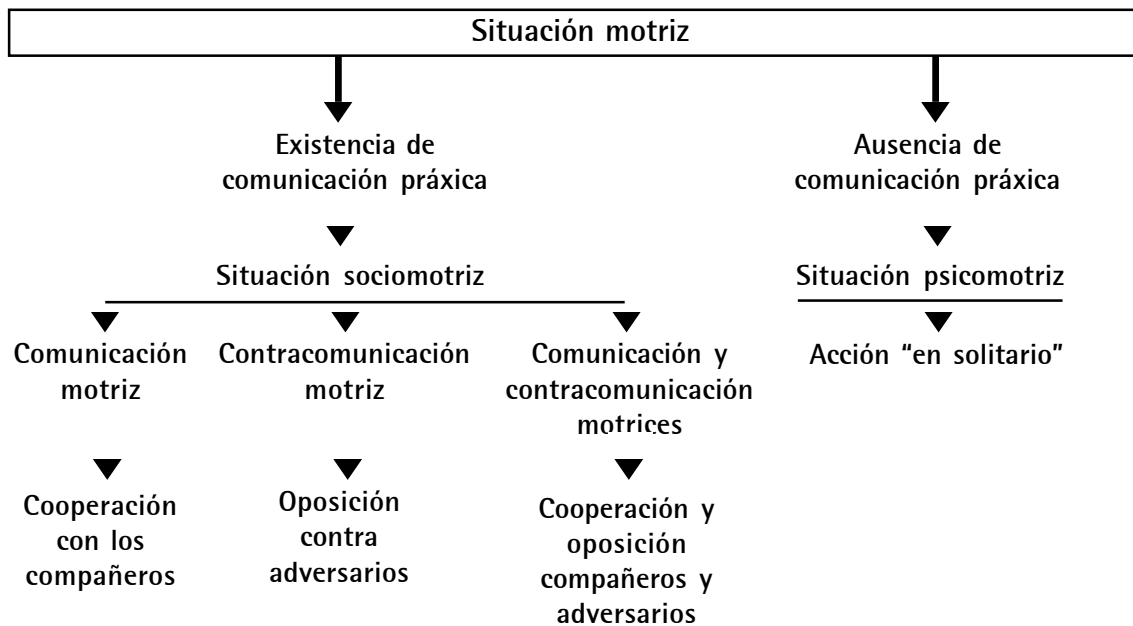 Situación motriz
Existencia de
comunicación práxica
Ausencia de
comunicación práxica
Situación sociomotriz
Situación psicomotriz
Comunicación
motriz
Contracomunicación
motriz
Comunicación y
contracomunicación
motrices
Acción “en solitario”
Cooperación
con los
compañeros
Oposición
contra
adversarios
Cooperación y
oposición
compañeros y
adversarios